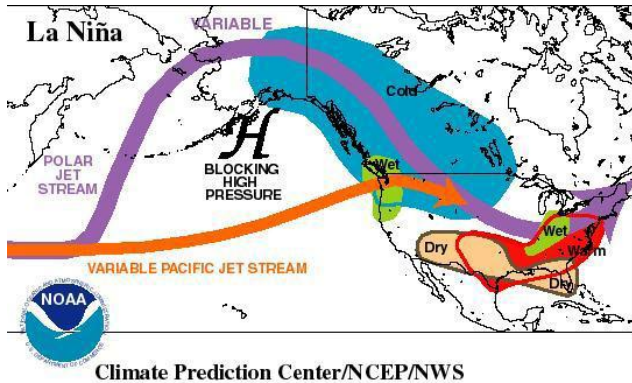 La Niña
VARIABLE
Cold
POLAR
JET
STREAM
H
BLOCKING
HIGH
PRESSURE
Wet
Wet
Dry
Warm
Dry
VARIABLE PACIFIC JET STREAM
NOAA
Climate Prediction Center/NCEP/NWS